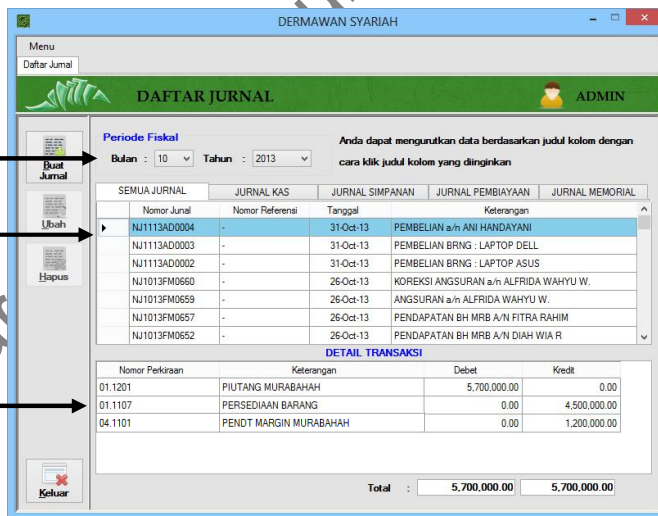 DERMAWAN SYARIAH
Menu
Daftar Jurnal
DAFTAR JURNAL
ADMIN
Buat Jurnal
Ubah
Hapus
Keluar
Periode Fiskal
Bulan : 10 Tahun : 2013
Anda dapat mengurutkan data berdasarkan judul kolom dengan
cara klik judul kolom yang diinginkan
SEMUA JURNAL JURNAL KAS JURNAL SIMPANAN JURNAL PEMBIAYAAN JURNAL MEMORIAL
Nomor Junal Nomor Referensi Tanggal Keterangan
NJ1113AD0004 - 31-Oct-13 PEMBELIAN a/n ANI HANDAYANI
NJ1113AD0003 - 31-Oct-13 PEMBELIAN BRNG : LAPTOP DELL
NJ1113AD0002 - 31-Oct-13 PEMBELIAN BRNG : LAPTOP ASUS
NJ1013FM0660 - 26-Oct-13 KOREKSI ANGSURAN a/n ALFRIDA WAHYU W.
NJ1013FM0659 - 26-Oct-13 ANGSURAN a/n ALFRIDA WAHYU W.
NJ1013FM0657 - 26-Oct-13 PENDAPATAN BH MRB A/N FITRA RAHIM
NJ1013FM0652 - 26-Oct-13 PENDAPATAN BH MRB A/N DIAH WIA R
DETAIL TRANSAKSI
Nomor Perkiraan Keterangan Debet Kredit
01.1201 PIUTANG MURABAHAH 5,700,000.00 0.00
01.1107 PERSEDIAAN BARANG 0.00 4,500,000.00
04.1101 PENDT MARGIN MURABAHAH 0.00 1,200,000.00
Total : 5,700,000.00 5,700,000.00